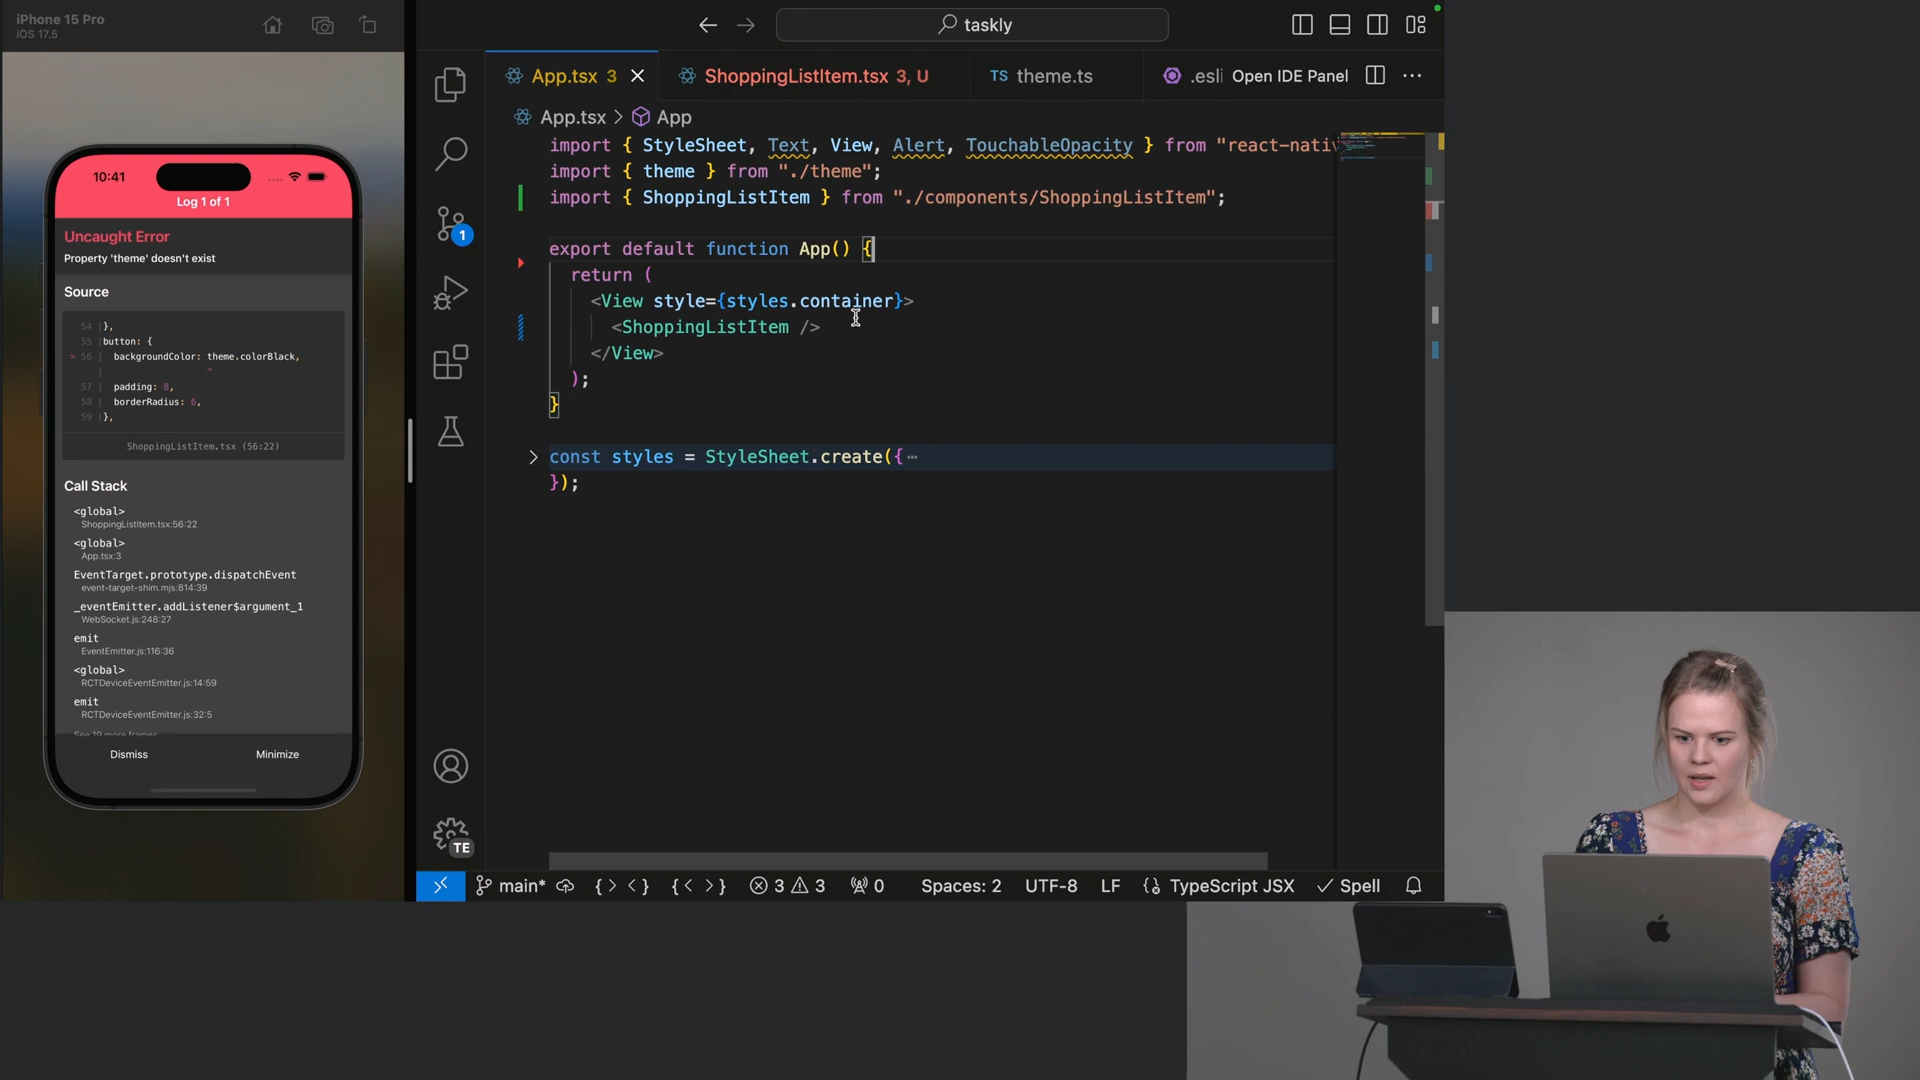 iPhone 15 Pro
iOS 17.5
10:41
Log 1 of 1
Uncaught Error
Property 'theme' doesn't exist
Source
54 | },
55 | button: {
> 56 | backgroundColor: theme.colorBlack,
| ^
57 | padding: 8,
58 | borderRadius: 6,
59 | },
ShoppingListItem.tsx (56:22)
Call Stack
<global>
ShoppingListItem.tsx:56:22
<global>
App.tsx:3
EventTarget.prototype.dispatchEvent
event-target-shim.mjs:814:39
_eventEmitter.addListener$argument_1
WebSocket.js:248:27
emit
EventEmitter.js:116:36
<global>
RCTDeviceEventEmitter.js:14:59
emit
RCTDeviceEventEmitter.js:32:5
See 19 more frames
Dismiss
Minimize
taskly
App.tsx 3
ShoppingListItem.tsx 3, U
TS theme.ts
.esli
Open IDE Panel
App.tsx > App
import { StyleSheet, Text, View, Alert, TouchableOpacity } from "react-nativ
import { theme } from "./theme";
import { ShoppingListItem } from "./components/ShoppingListItem";
export default function App() {
return (
<View style={styles.container}>
<ShoppingListItem />
</View>
);
}
const styles = StyleSheet.create({ ⋯
});
1
TE
main*
0
3
3
Spaces: 2
UTF-8
LF
TypeScript JSX
Spell